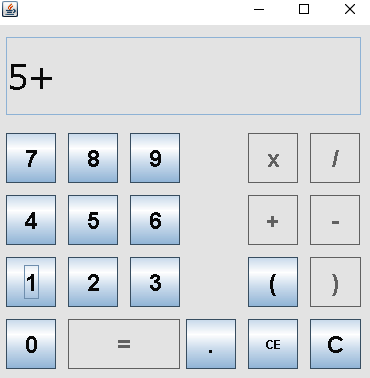 5+
7 8 9 x /
4 5 6 + -
1 2 3 ( )
0 = . CE C